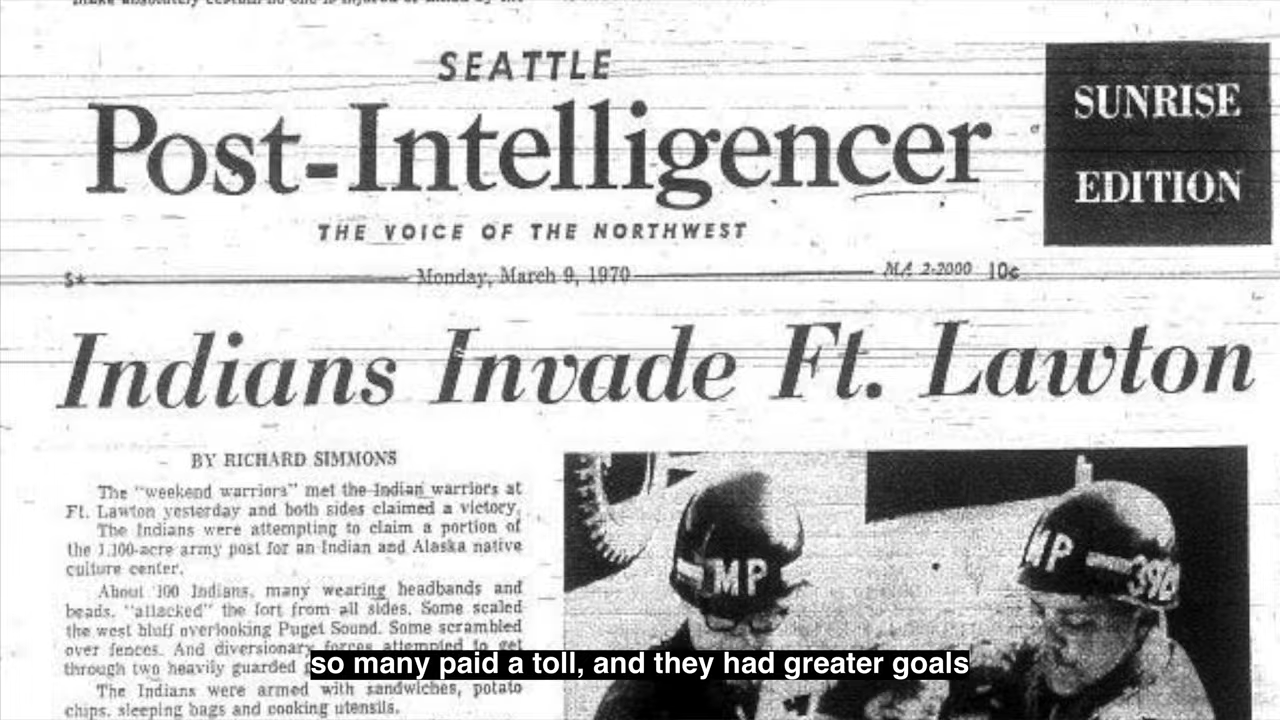 SEATTLE
Post-Intelligencer
THE VOICE OF THE NORTHWEST
SUNRISE
EDITION
S★ Monday, March 9, 1970 MA 2-2000 10¢
Indians Invade Ft. Lawton
BY RICHARD SIMMONS
The "weekend warriors" met the Indian warriors at
Ft. Lawton yesterday and both sides claimed a victory.
The Indians were attempting to claim a portion of
the 1,100-acre army post for an Indian and Alaska native
culture center.
About 100 Indians, many wearing headbands and
beads, "attacked" the fort from all sides. Some scaled
the west bluff overlooking Puget Sound. Some scrambled
over fences. And diversionary forces attempted to get
through two heavily guarded
The Indians were armed with sandwiches, potato
chips, sleeping bags and cooking utensils.
MP
MP
392
so many paid a toll, and they had greater goals